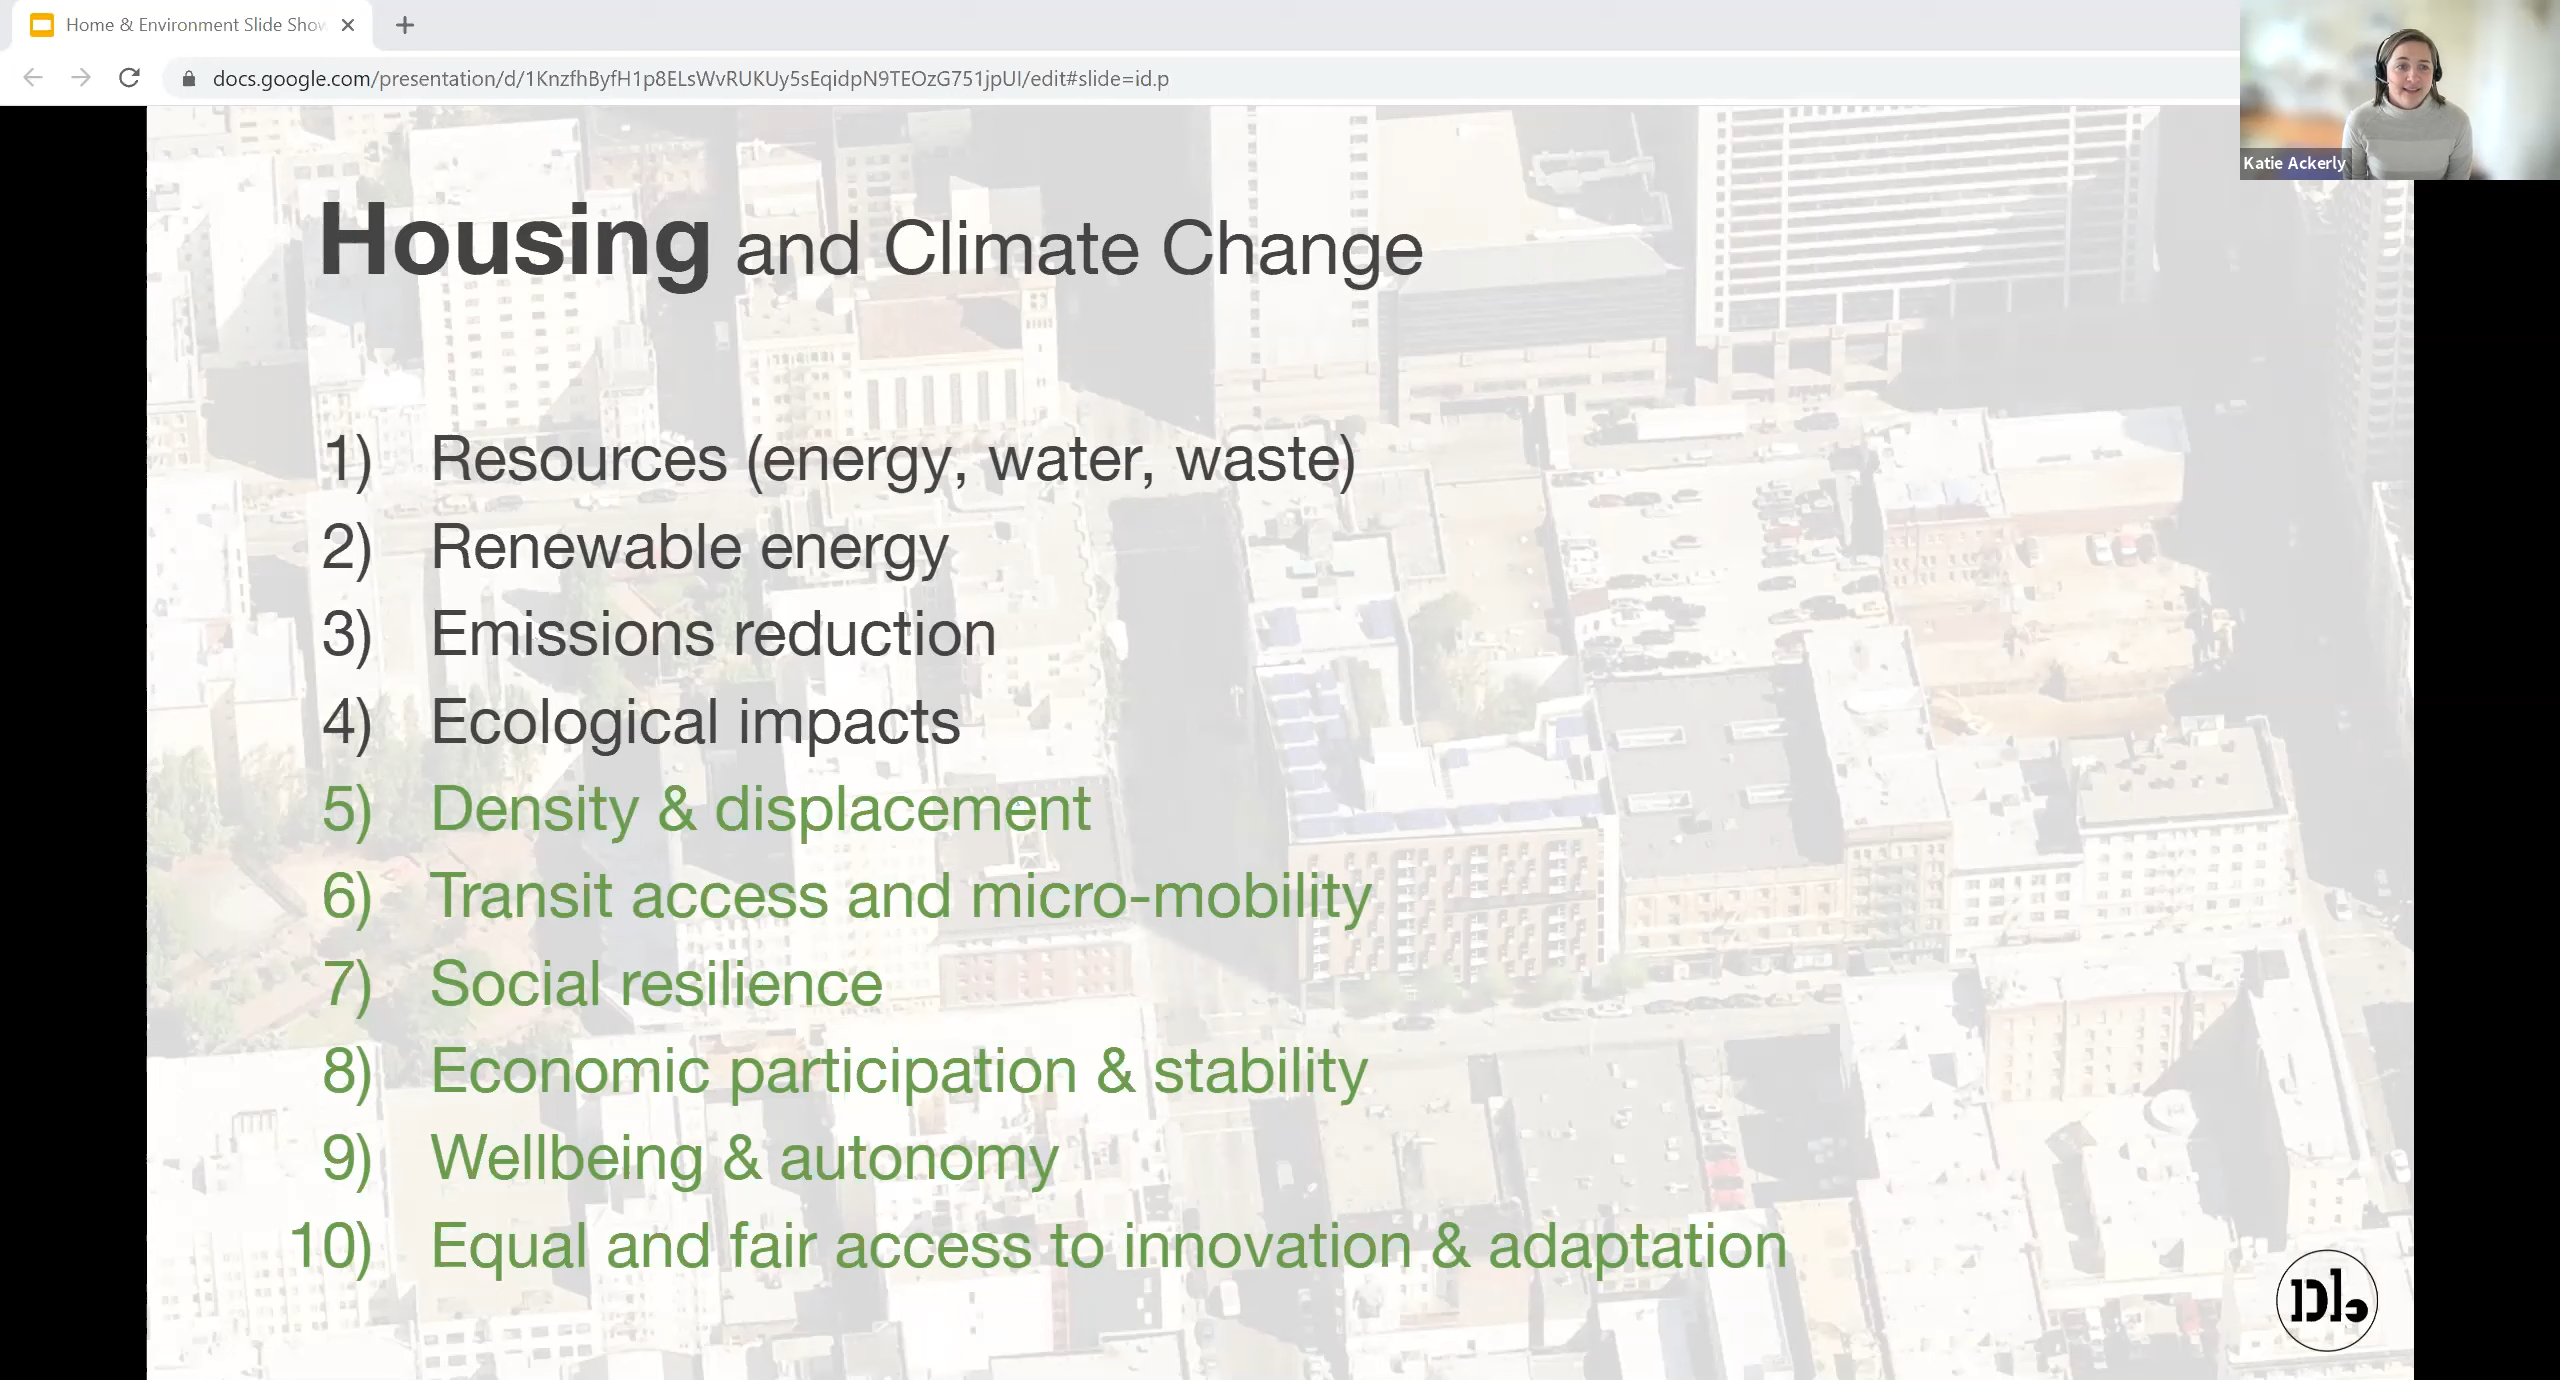 Home & Environment Slide Show
docs.google.com/presentation/d/1KnzfhByfH1p8ELsWvRUKUy5sEqidpN9TEOzG751jpUI/edit#slide=id.p
Katie Ackerly
Housing and Climate Change
1) Resources (energy, water, waste)
2) Renewable energy
3) Emissions reduction
4) Ecological impacts
5) Density & displacement
6) Transit access and micro-mobility
7) Social resilience
8) Economic participation & stability
9) Wellbeing & autonomy
10) Equal and fair access to innovation & adaptation